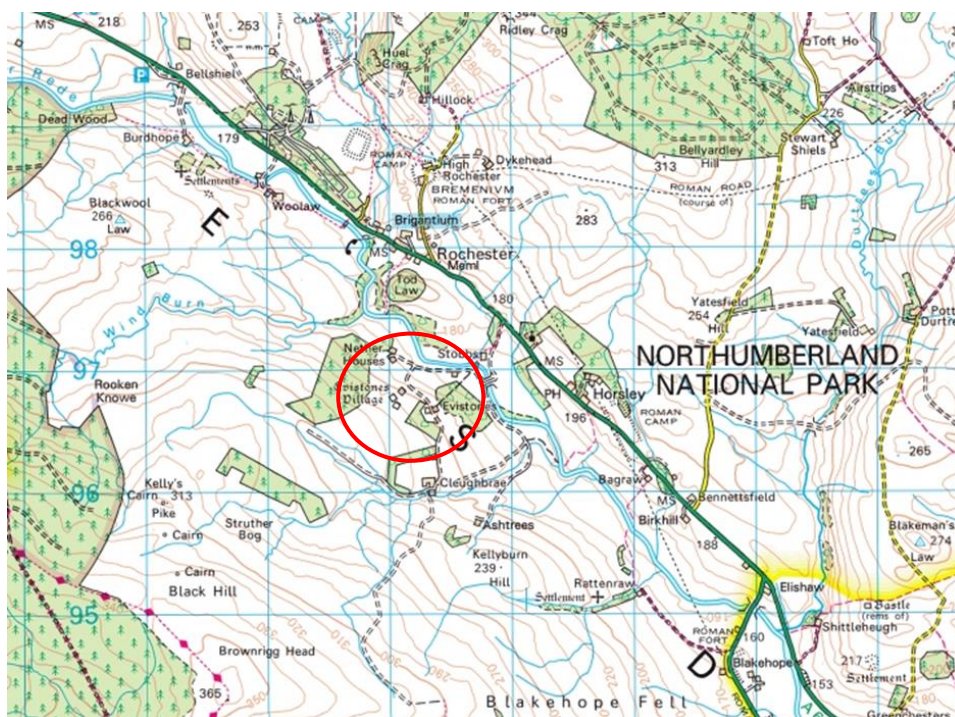 MS
218
253
CAMPS
344
Ridley Crag
300
Toft Ho
Huel
Crag
Bellshiel
P
Hillock
Airstrips
Dead Wood
179
226
Burdhope
ROMAN
CAMP
Stewart
Shiels
High
Rochester
Dykehead
313
Bellyardley
Hill
Settlements
BREMENIVM
ROMAN FORT
ROMAN ROAD
(course of)
Woolaw
Blackwool
266
Law
E
Brigantium
283
98
MS
Rochester
Meml
Tod
Law
180
Yatesfield
254
Hill
Wind Burn
180
Yatesfield
Nether
Houses
Stobbs
MS
NORTHUMBERLAND
NATIONAL PARK
97
Rooken
Knowe
Evistones
Village
PH
Horsley
Evistones
196
ROMAN
CAMP
S
265
Bagraw
96
Kelly's
Cairn
313
Pike
Cleughbrae
MS
Bennettsfield
Struther
Bog
Cairn
Ashtrees
Birkhill
Blakeman's
274
Law
188
Kellyburn
239
Hill
Cairn
Black Hill
Rattenraw
Elishaw
95
Settlement
Bastle
(rems of)
Shittleheugh
ROMAN
FORT
160
Brownrigg Head
D
Blakehope
217
Settlement
365
153
Blakehope Fell
A
Greenchesters